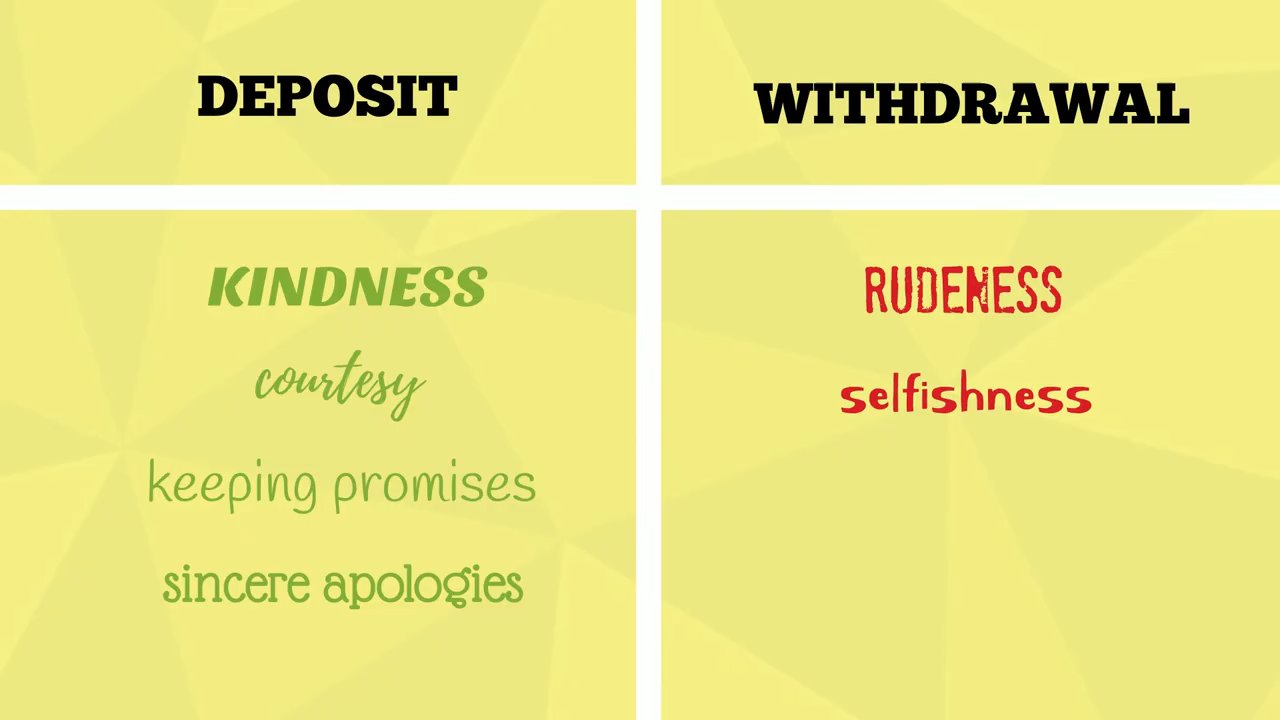 DEPOSIT
WITHDRAWAL
KINDNESS
courtesy
keeping promises
sincere apologies
RUDENESS
selfishness